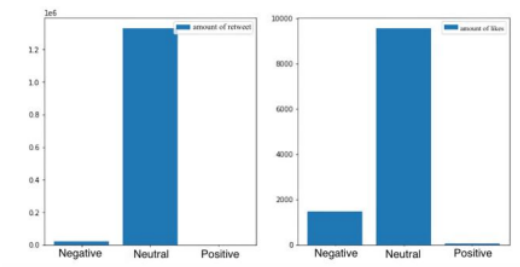 1e6
amount of retweet
1.2
1.0
0.8
0.6
0.4
0.2
0.0
Negative Neutral Positive
amount of likes
10000
8000
6000
4000
2000
0
Negative Neutral Positive